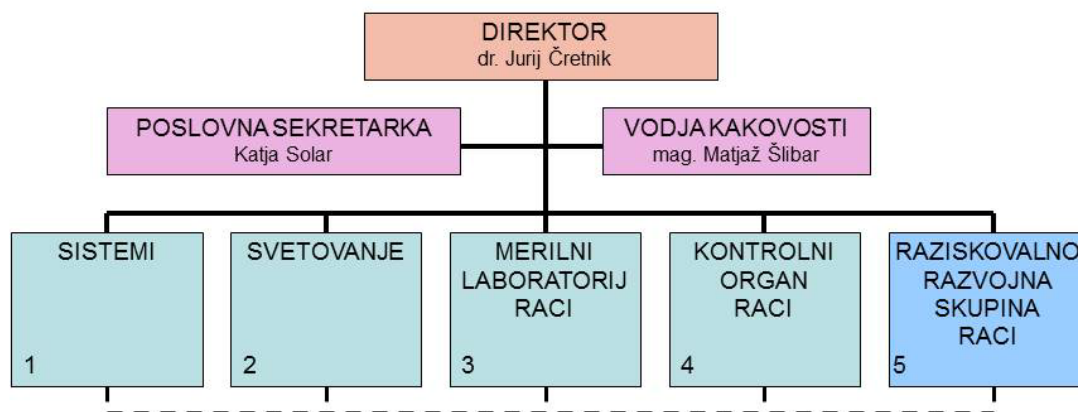 DIREKTOR
dr. Jurij Čretnik
POSLOVNA SEKRETARKA
Katja Solar
VODJA KAKOVOSTI
mag. Matjaž Šlibar
SISTEMI
1
SVETOVANJE
2
MERILNI
LABORATORIJ
RACI
3
KONTROLNI
ORGAN
RACI
4
RAZISKOVALNO
RAZVOJNA
SKUPINA
RACI
5